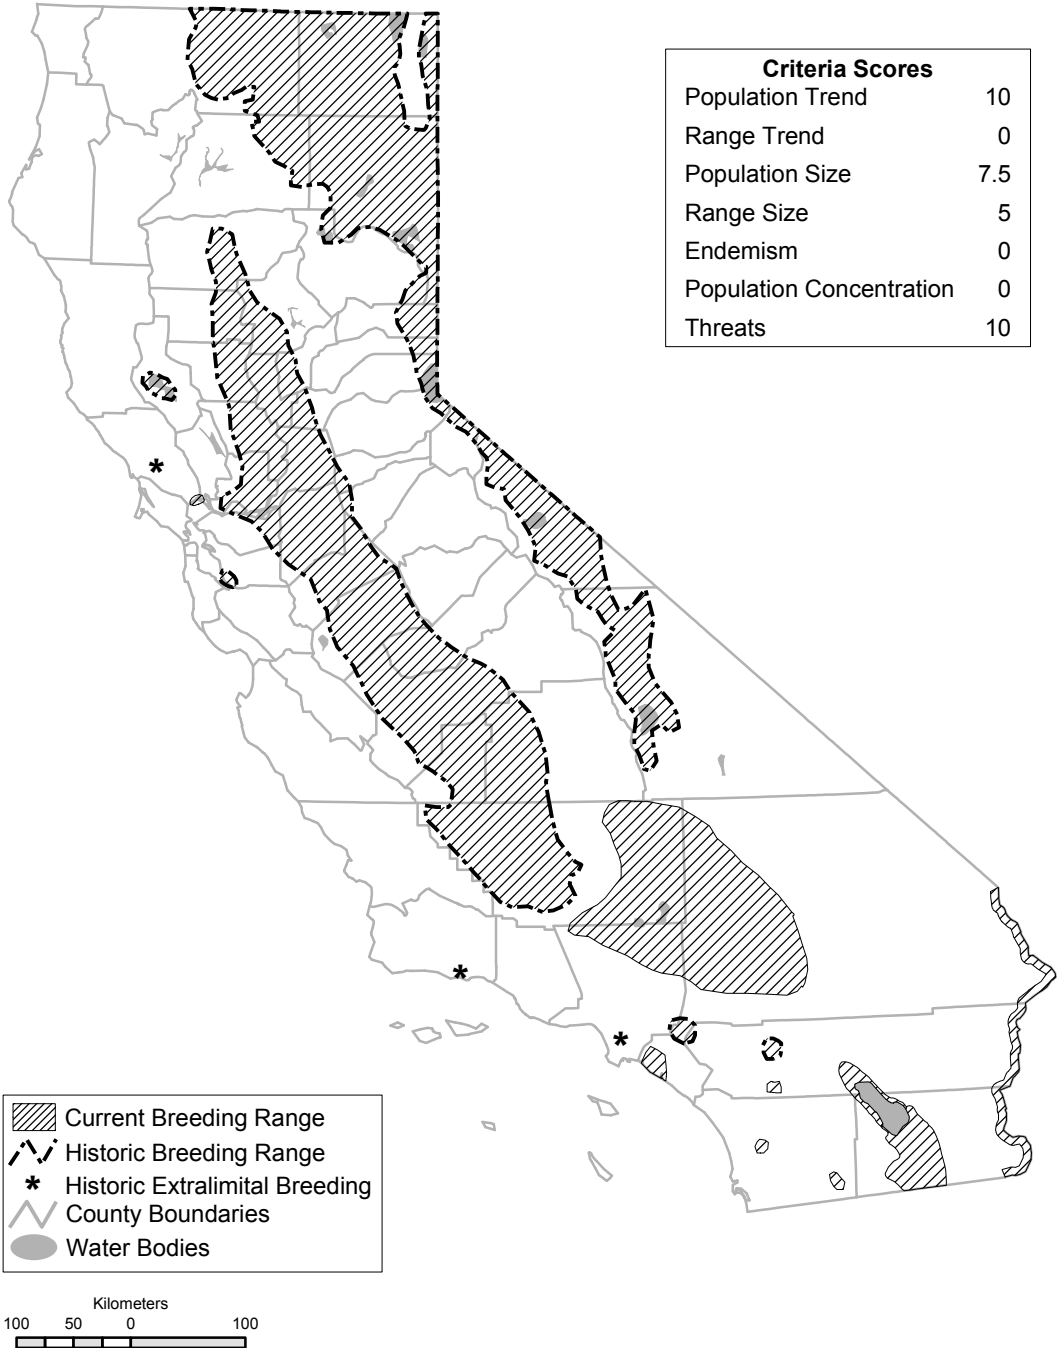 Criteria Scores
Population Trend 10
Range Trend 0
Population Size 7.5
Range Size 5
Endemism 0
Population Concentration 0
Threats 10
*
*
*
Current Breeding Range
Historic Breeding Range
* Historic Extralimital Breeding
County Boundaries
Water Bodies
Kilometers
100 50 0 100